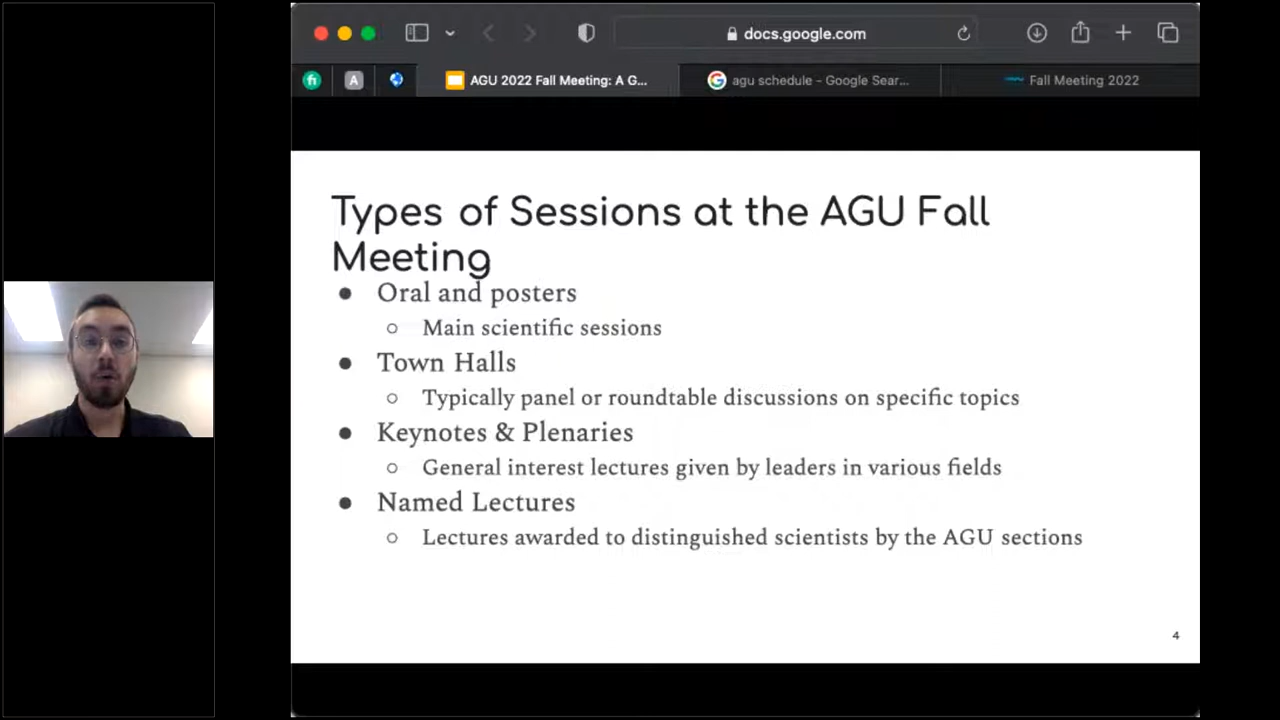 docs.google.com
fi
A
AGU 2022 Fall Meeting: A G...
agu schedule - Google Sear...
Fall Meeting 2022
Types of Sessions at the AGU Fall
Meeting
● Oral and posters
○ Main scientific sessions
● Town Halls
○ Typically panel or roundtable discussions on specific topics
● Keynotes & Plenaries
○ General interest lectures given by leaders in various fields
● Named Lectures
○ Lectures awarded to distinguished scientists by the AGU sections
4